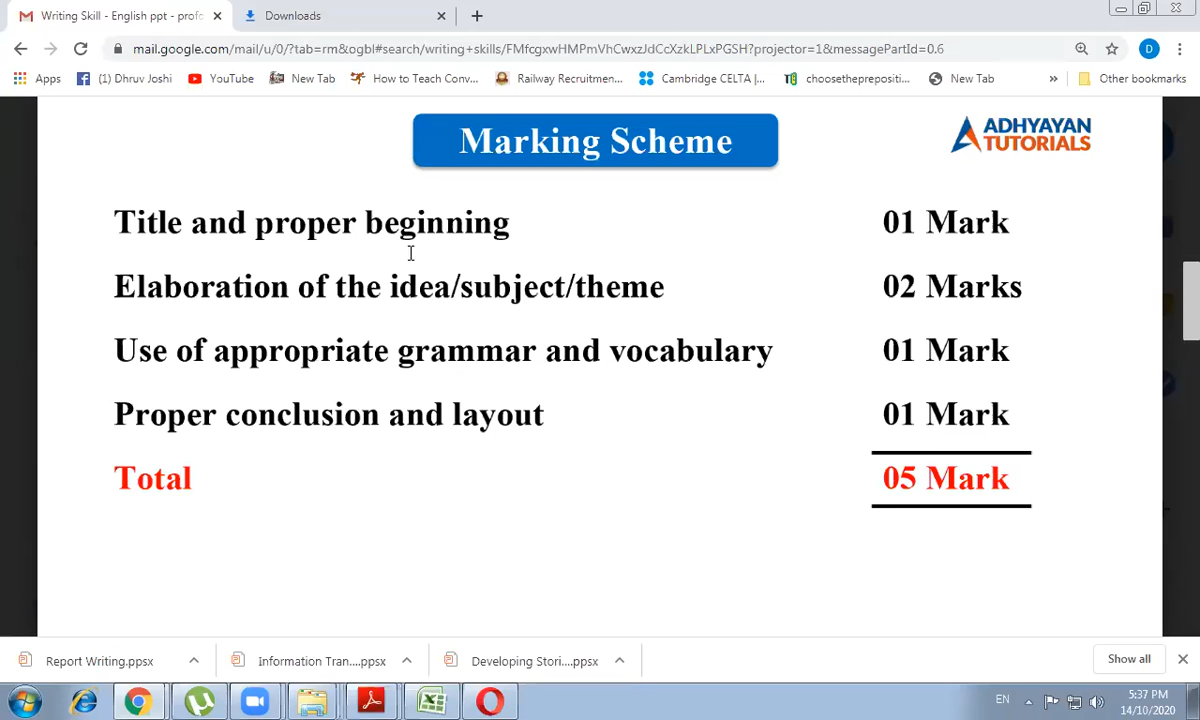 Writing Skill - English ppt - profo
Downloads
mail.google.com/mail/u/0/?tab=rm&ogbl#search/writing+skills/FMfcgxwHMPmVhCwxzJdCcXzkLPLxPGSH?projector=1&messagePartId=0.6
D
Apps
(1) Dhruv Joshi
YouTube
New Tab
How to Teach Conv...
Railway Recruitmen...
Cambridge CELTA |...
choosetheprepositi...
New Tab
Other bookmarks
Marking Scheme
ADHYAYAN
TUTORIALS
Title and proper beginning 01 Mark
Elaboration of the idea/subject/theme 02 Marks
Use of appropriate grammar and vocabulary 01 Mark
Proper conclusion and layout 01 Mark
Total 05 Mark
Report Writing.ppsx
Information Tran....ppsx
Developing Stori....ppsx
Show all
EN
5:37 PM
14/10/2020